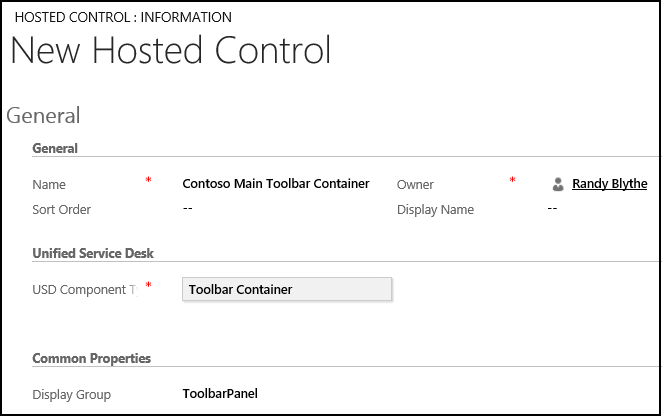 HOSTED CONTROL : INFORMATION
New Hosted Control
General
General
Name * Contoso Main Toolbar Container Owner * Randy Blythe
Sort Order -- Display Name --
Unified Service Desk
USD Component T * Toolbar Container
Common Properties
Display Group ToolbarPanel